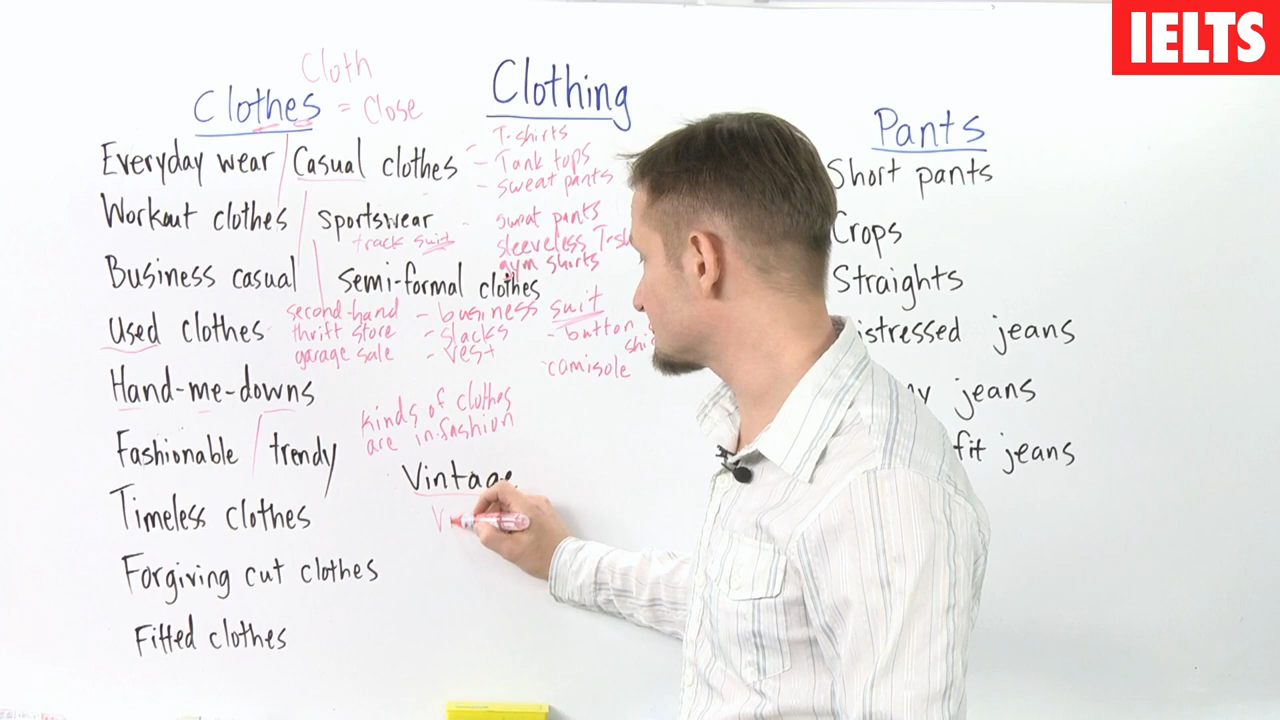 IELTS
Cloth
Clothes = Close
Everyday wear / Casual clothes
Workout clothes / sportswear
track suit
Business casual / semi-formal clothes
Used clothes
second-hand
thrift store
garage sale
Hand-me-downs
Fashionable / trendy
kinds of clothes
are in fashion
Timeless clothes
Forgiving cut clothes
Fitted clothes
Clothing
- T-shirts
- Tank tops
- sweat pants
- sweat pants
sleeveless
gym shirts
- business suit
- slacks
- vest
- button
- camisole
Vintage
V
Pants
Short pants
Crops
Straights
jeans
jeans
fit jeans